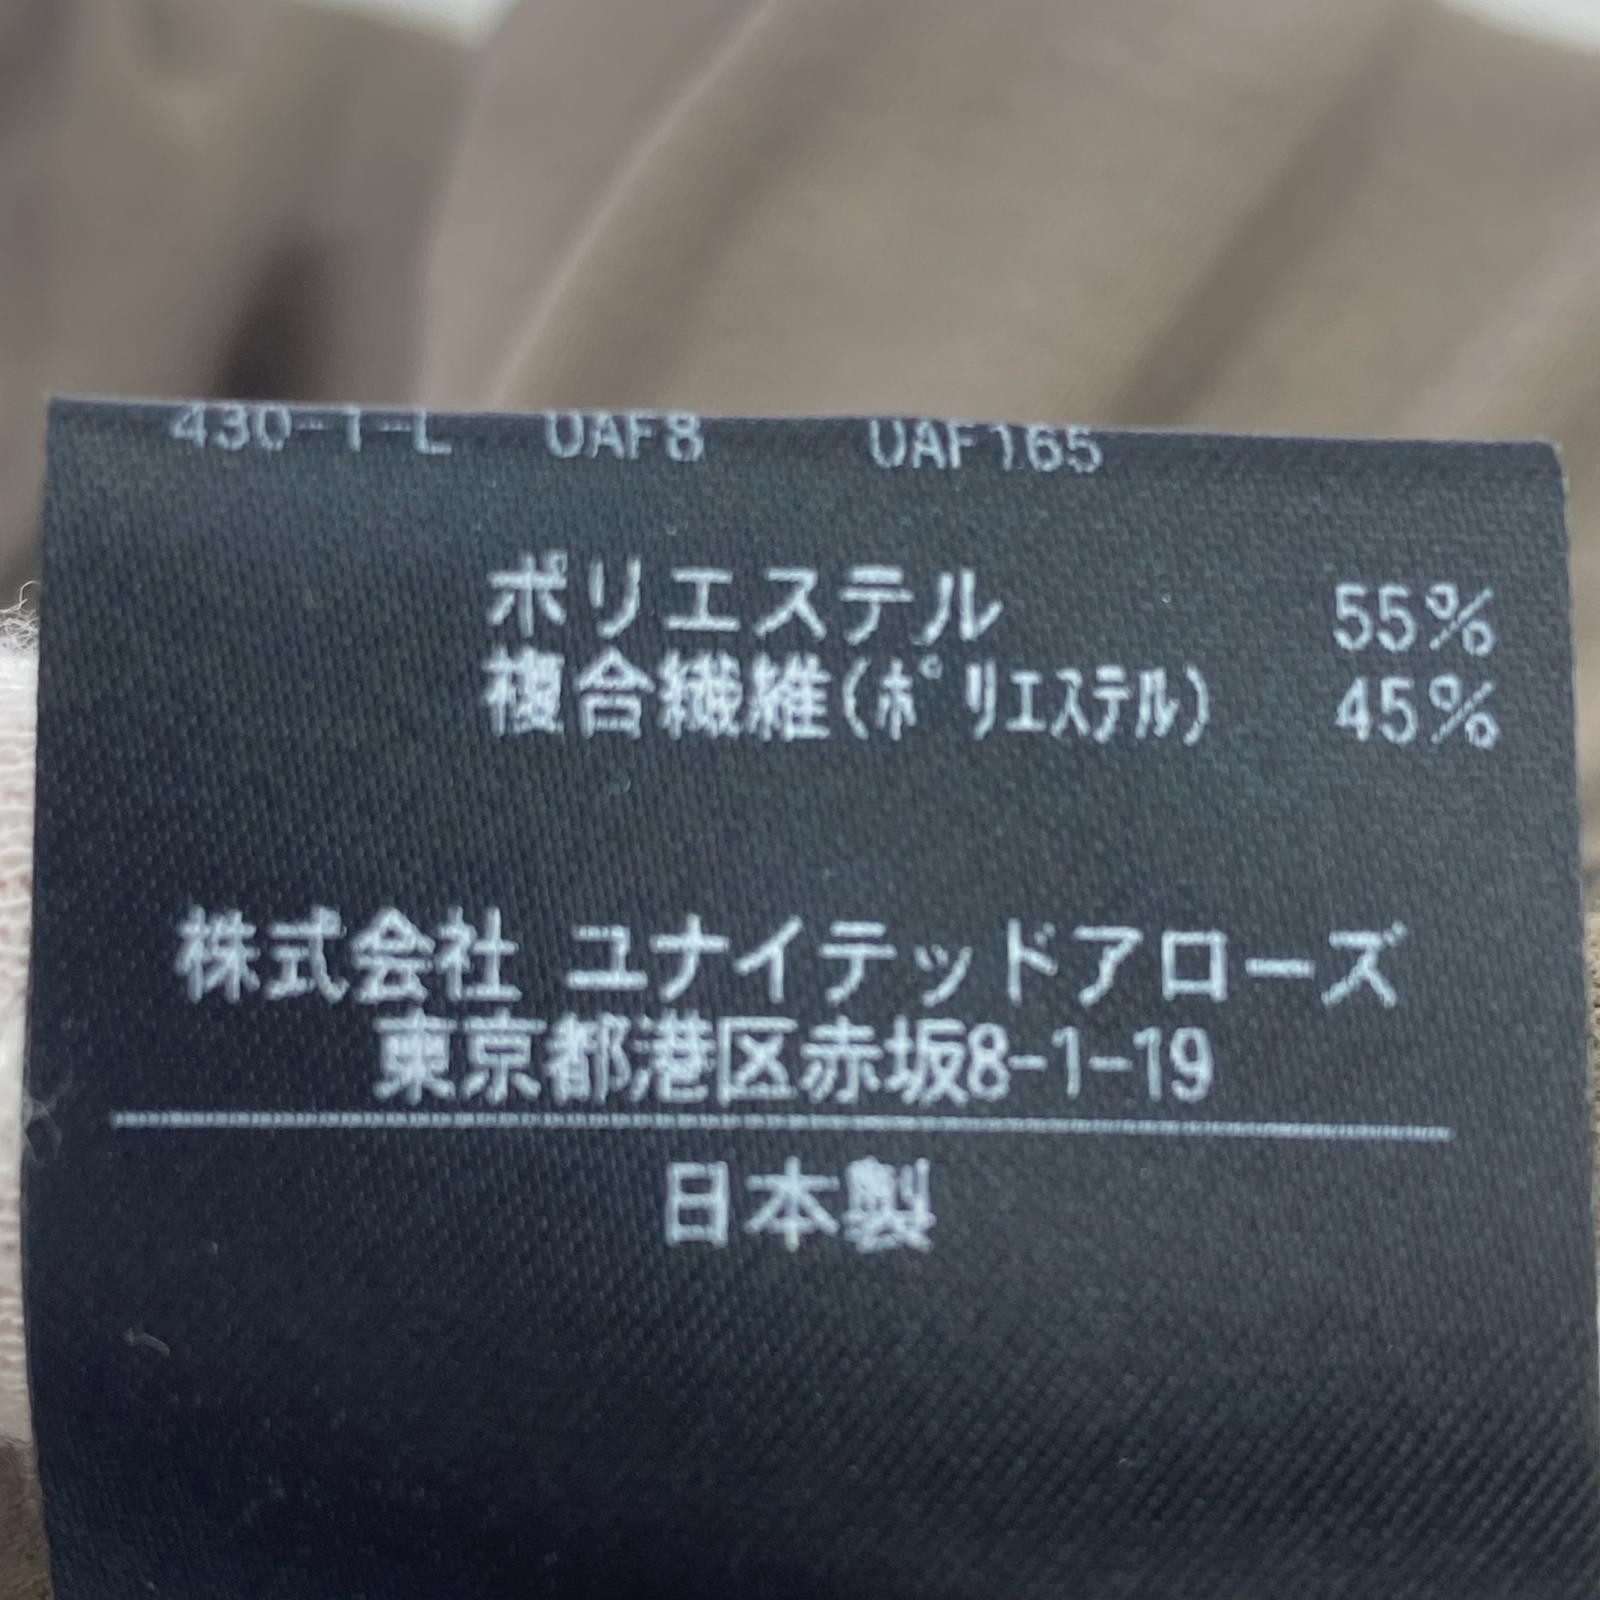 430-1-L UAF8 UAF165
ポリエステル 55%
複合繊維(ﾎﾟﾘｴｽﾃﾙ) 45%
株式会社 ユナイテッドアローズ
東京都港区赤坂8-1-19
日本製